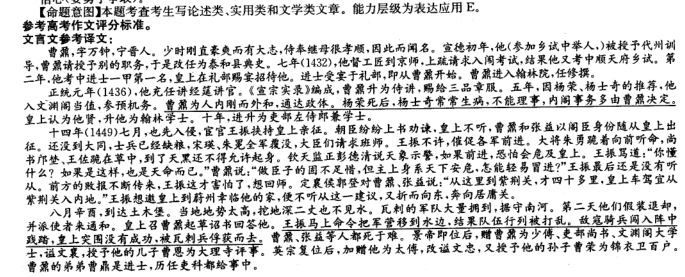 【命题意图】本题考查考生写论述类、实用类和文学类文章。能力层级为表达应用 E。
参考高考作文评分标准。
文言文参考译文：
曹鼐，字万钟，宁晋人。少时刚直豪爽而有大志，侍奉继母很孝顺，因此而闻名。宣德初年，他(参加乡试中举人，)被授予代州训
导，曹鼐请授予别的职务，于是改任为泰和县典史。七年(1432)，他督工匠到京师，上疏请求入闱考试，结果他又考中顺天府乡试。第
二年，他考中进士一甲第一名，皇上在礼部赐宴招待他。进士受宴于礼部，即从曹鼐开始。曹鼐进入翰林院，任修撰。
正统元年(1436)，他充任讲经筵讲官。《宣宗实录》编成，曹鼐升为侍讲，赐给三品章服。五年，因杨荣、杨士奇的推荐，他
入文渊阁当值，参预机务。曹鼐为人内刚而外和，通达政体。杨荣死后，杨士奇常常生病，不能理事，内阁事务多由曹鼐决定。
皇上认为他贤，升他为翰林学士。十年，进升为吏部左侍郎兼学士。
十四年(1449)七月，也先入侵，宦官王振挟持皇上亲征。朝臣纷纷上书劝谏，皇上不听，曹鼐和张益以阁臣身份随从皇上出
征。还没到大同，士兵已经缺粮，宋瑛、朱冕全军覆没，大臣们请求班师。王振不许，催促各军前进。大将朱勇跪着向前听命，尚
书邝埜、王佐跪在草中，到了天黑还不得允许起身。钦天监正彭德清说天象示警，如果前进，恐怕会危及皇上。王振骂道：“你懂
什么？如果是这样，也是天命而已。”曹鼐说：“做臣子的固不足惜，但主上身系天下安危，怎能轻易冒进？”王振最后还是没有听
从。前方的败报不断传来，王振这才害怕了，想回师。定襄侯郭登对曹鼐、张益说：“从这里到紫荆关，才四十多里，皇上车驾宜从
紫荆关入内地。”王振想邀皇上到蔚州幸临他的家，便不听从这一建议，又折而向东，奔向居庸关。
八月辛酉，到达土木堡。当地地势太高，挖地深二丈也不见水。瓦剌的军队大量拥到，据守南河。第二天他们假装退却，
并派使者来通和。皇上召曹鼐起草诏书回答他。王振马上命令把军营移到水边，结果队伍行列被打乱。敌寇骑兵闯入阵中
践踏，皇上突围没有成功，被瓦剌兵俘获而去。曹鼐、张益等人都死于难。景帝即位后，赠曹鼐为少傅、吏部尚书、文渊阁大学
士，谥文襄，授予他的儿子曹恩为大理寺评事。英宗复位后，加赠他为太傅，改谥文忠，又授予他的孙子曹荣为锦衣卫百户。
曹鼐的弟弟曹鼎是进士，历任吏科都给事中。